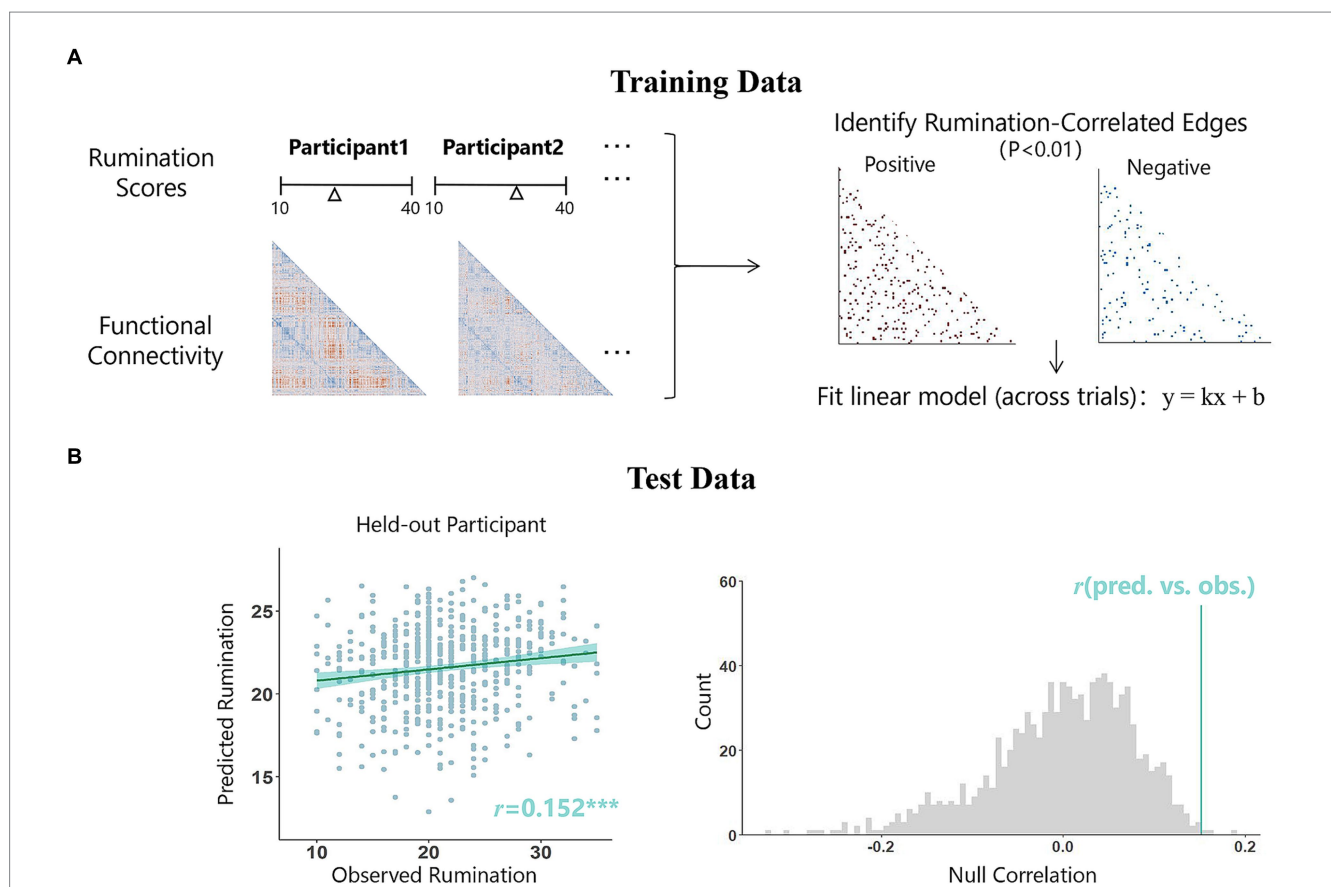 A
Training Data
Rumination
Scores
Participant1
Participant2
...
...
10
40
10
40
Functional
Connectivity
...
Identify Rumination-Correlated Edges
(P<0.01)
Positive
Negative
Fit linear model (across trials): y = kx + b
B
Test Data
Held-out Participant
Predicted Rumination
25
20
15
r=0.152***
10
20
30
Observed Rumination
r(pred. vs. obs.)
Count
60
40
20
0
-0.2
0.0
0.2
Null Correlation